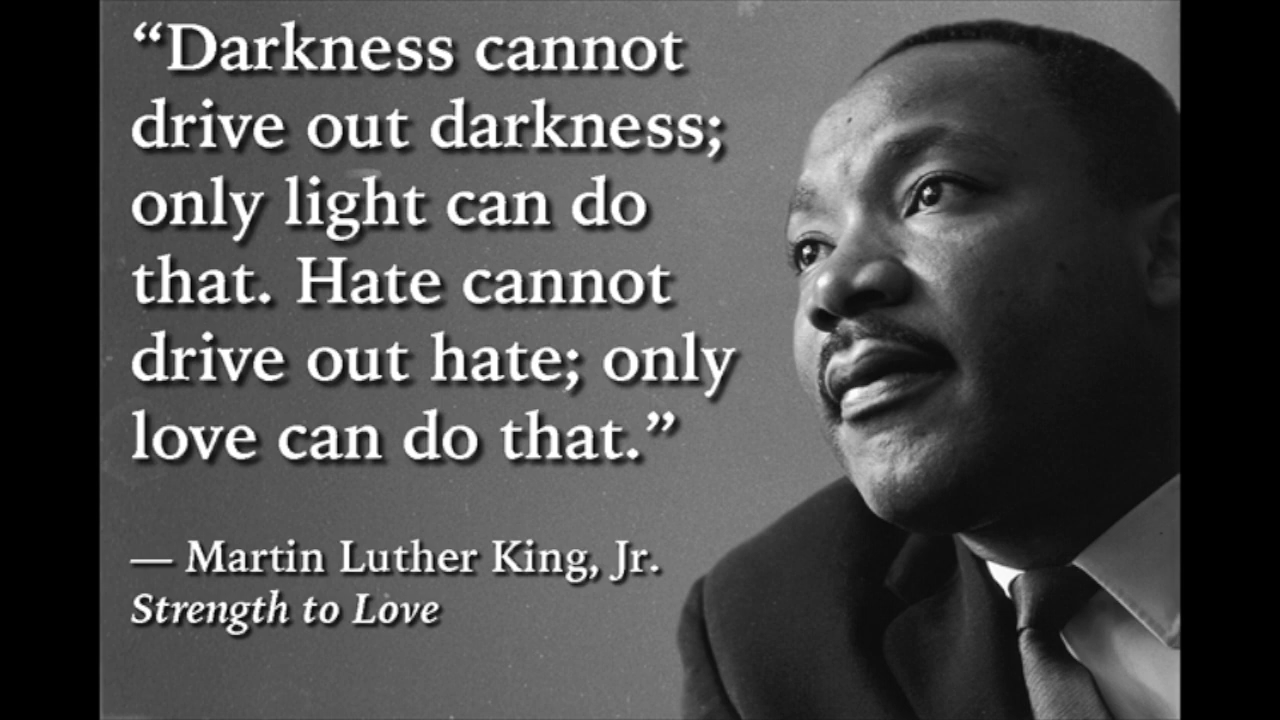 “Darkness cannot
drive out darkness;
only light can do
that. Hate cannot
drive out hate; only
love can do that.”
— Martin Luther King, Jr.
Strength to Love